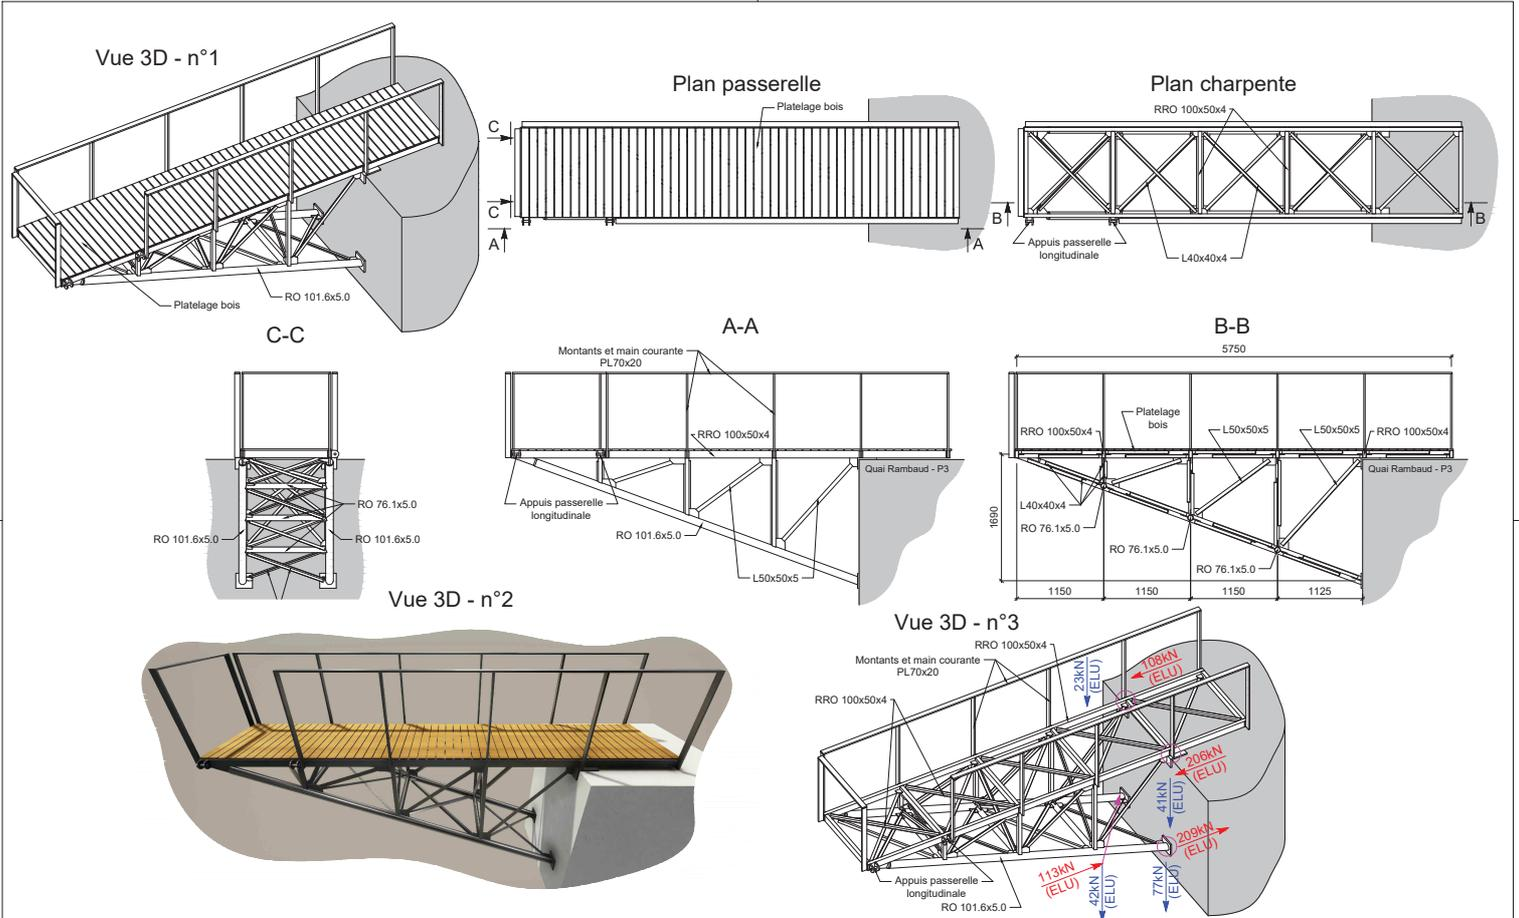 Vue 3D - n°1
Platelage bois
RO 101.6x5.0
Plan passerelle
Platelage bois
C
C
A
A
Plan charpente
RRO 100x50x4
B
B
Appuis passerelle
longitudinale
L40x40x4
C-C
RO 76.1x5.0
RO 101.6x5.0
RO 101.6x5.0
A-A
Montants et main courante
PL70x20
RRO 100x50x4
Quai Rambaud - P3
Appuis passerelle
longitudinale
RO 101.6x5.0
L50x50x5
B-B
5750
Platelage
bois
RRO 100x50x4
L50x50x5
L50x50x5
RRO 100x50x4
Quai Rambaud - P3
L40x40x4
RO 76.1x5.0
RO 76.1x5.0
RO 76.1x5.0
1690
1150
1150
1150
1125
Vue 3D - n°2
Vue 3D - n°3
RRO 100x50x4
Montants et main courante
PL70x20
RRO 100x50x4
23kN
(ELU)
108kN
(ELU)
206kN
(ELU)
41kN
(ELU)
209kN
(ELU)
113kN
(ELU)
42kN
(ELU)
77kN
(ELU)
Appuis passerelle
longitudinale
RO 101.6x5.0